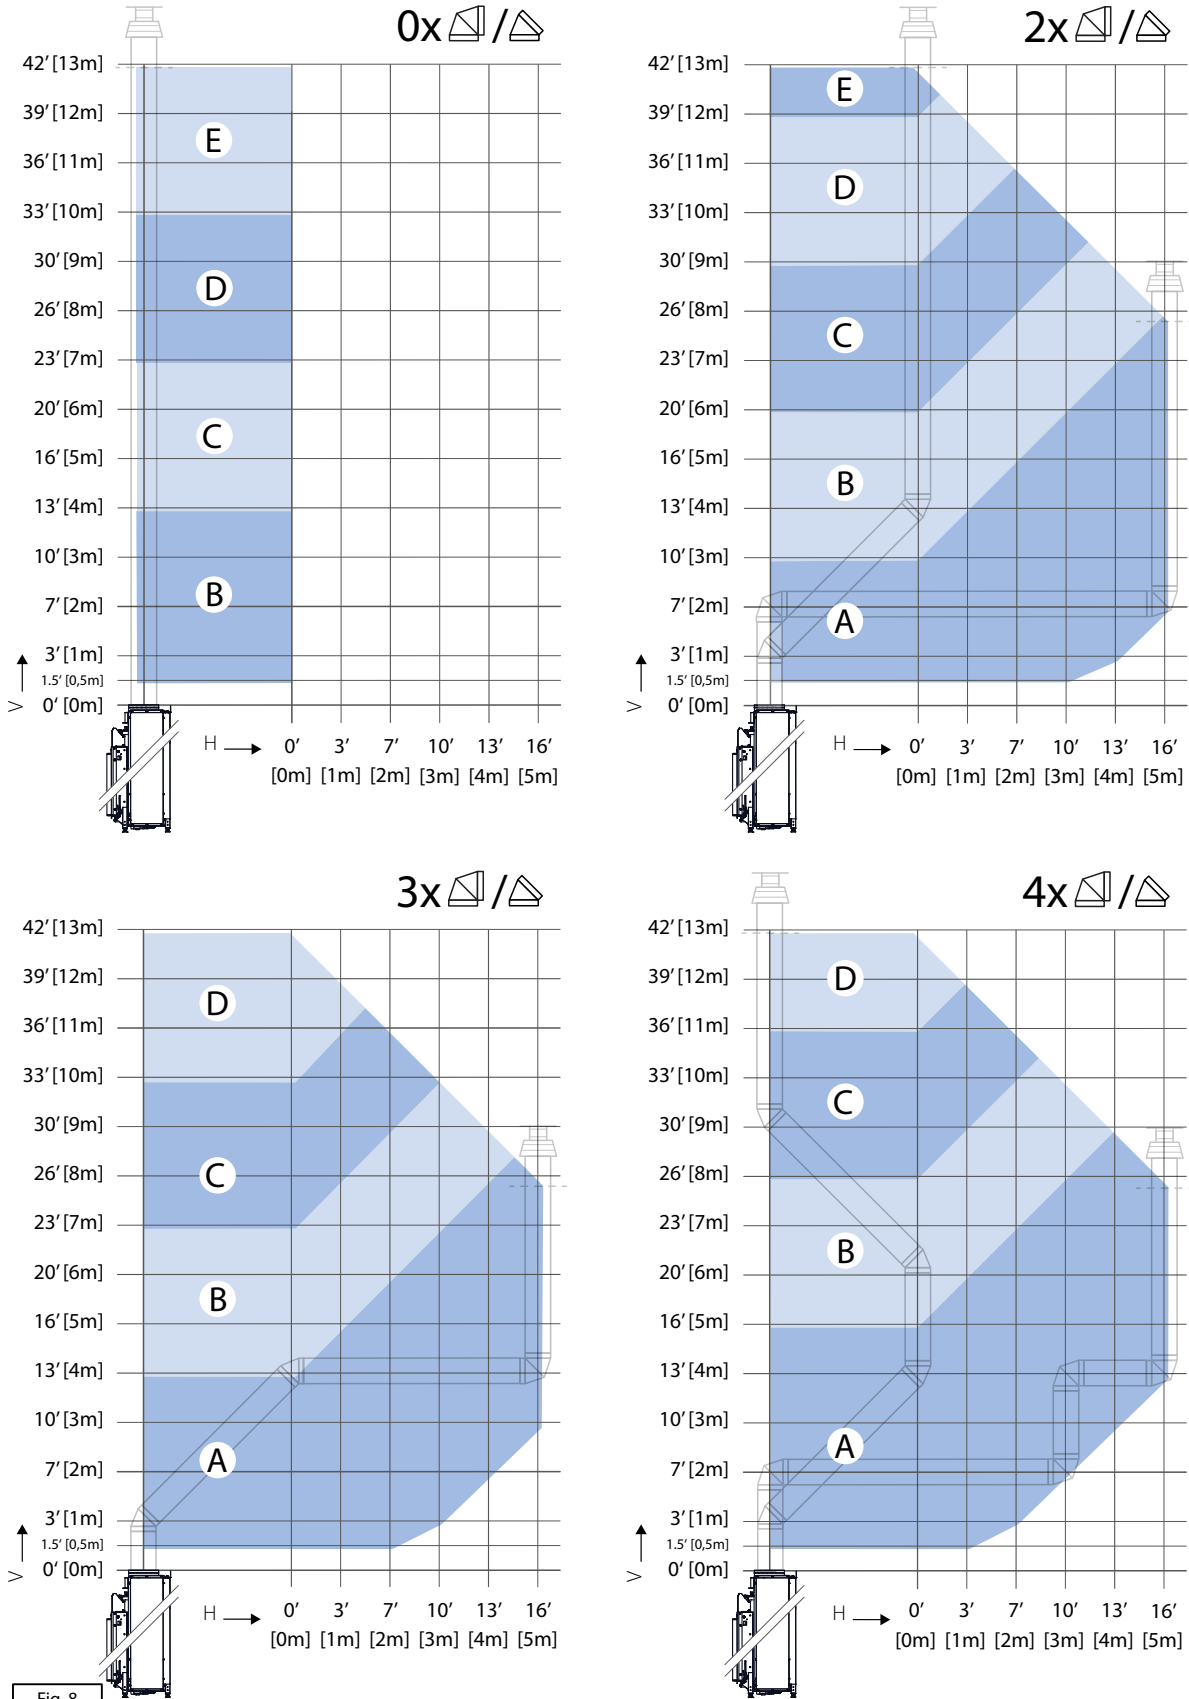 0x /
42′ [13m]
39′ [12m]
36′ [11m]
33′ [10m]
30′ [9m]
26′ [8m]
23′ [7m]
20′ [6m]
16′ [5m]
13′ [4m]
10′ [3m]
7′ [2m]
3′ [1m]
1.5′ [0,5m]
0′ [0m]
E
D
C
B
V
H
0′ 3′ 7′ 10′ 13′ 16′
[0m] [1m] [2m] [3m] [4m] [5m]
2x /
42′ [13m]
39′ [12m]
36′ [11m]
33′ [10m]
30′ [9m]
26′ [8m]
23′ [7m]
20′ [6m]
16′ [5m]
13′ [4m]
10′ [3m]
7′ [2m]
3′ [1m]
1.5′ [0,5m]
0′ [0m]
E
D
C
B
A
V
H
0′ 3′ 7′ 10′ 13′ 16′
[0m] [1m] [2m] [3m] [4m] [5m]
3x /
42′ [13m]
39′ [12m]
36′ [11m]
33′ [10m]
30′ [9m]
26′ [8m]
23′ [7m]
20′ [6m]
16′ [5m]
13′ [4m]
10′ [3m]
7′ [2m]
3′ [1m]
1.5′ [0,5m]
0′ [0m]
D
C
B
A
V
H
0′ 3′ 7′ 10′ 13′ 16′
[0m] [1m] [2m] [3m] [4m] [5m]
4x /
42′ [13m]
39′ [12m]
36′ [11m]
33′ [10m]
30′ [9m]
26′ [8m]
23′ [7m]
20′ [6m]
16′ [5m]
13′ [4m]
10′ [3m]
7′ [2m]
3′ [1m]
1.5′ [0,5m]
0′ [0m]
D
C
B
A
V
H
0′ 3′ 7′ 10′ 13′ 16′
[0m] [1m] [2m] [3m] [4m] [5m]
Fig. 8